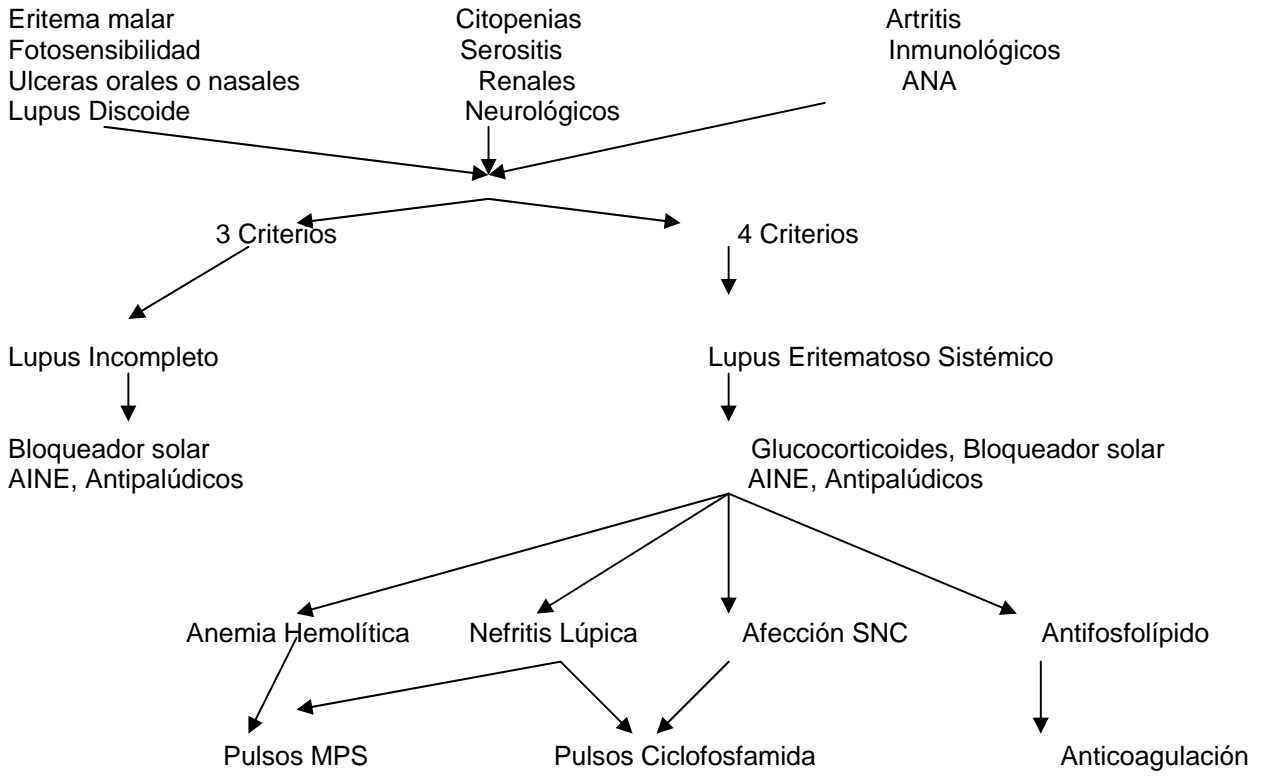 Eritema malar Citopenias Artritis
Fotosensibilidad Serositis Inmunológicos
Ulceras orales o nasales Renales ANA
Lupus Discoide Neurológicos
3 Criterios 4 Criterios
Lupus Incompleto Lupus Eritematoso Sistémico
Bloqueador solar Glucocorticoides, Bloqueador solar
AINE, Antipalúdicos AINE, Antipalúdicos
Anemia Hemolítica Nefritis Lúpica Afección SNC Antifosfolípido
Pulsos MPS Pulsos Ciclofosfamida Anticoagulación